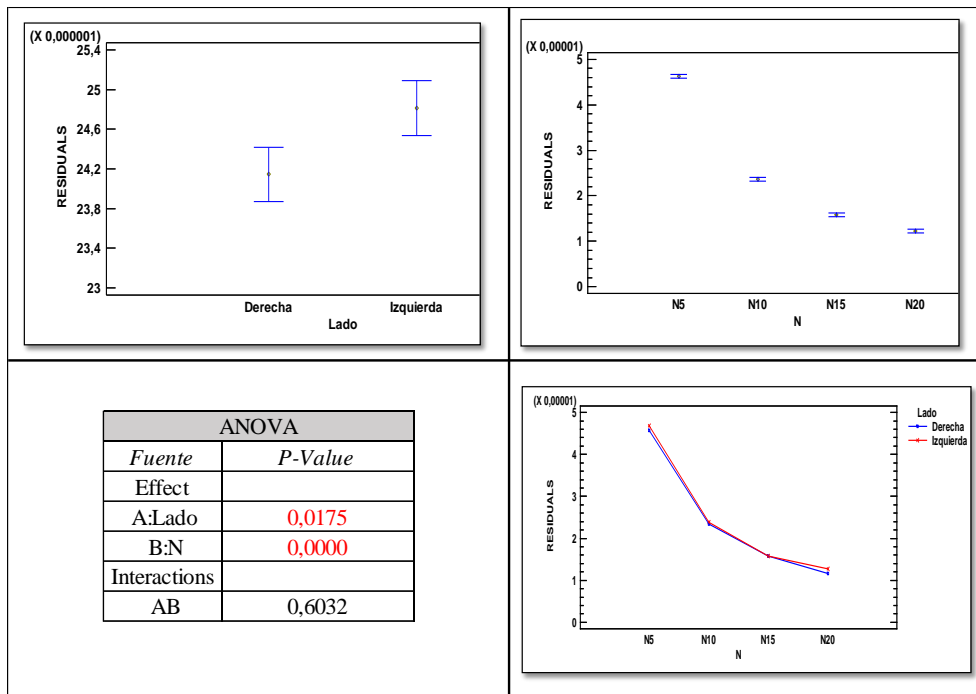 (X 0,000001)
25,4
25
24,6
24,2
23,8
23,4
23
RESIDUALS
Derecha Izquierda
Lado
(X 0,00001)
5
4
3
2
1
0
RESIDUALS
N5 N10 N15 N20
N
ANOVA
Fuente P-Value
Effect
A:Lado 0,0175
B:N 0,0000
Interactions
AB 0,6032
(X 0,00001)
5
4
3
2
1
0
RESIDUALS
N5 N10 N15 N20
N
Lado
Derecha
Izquierda